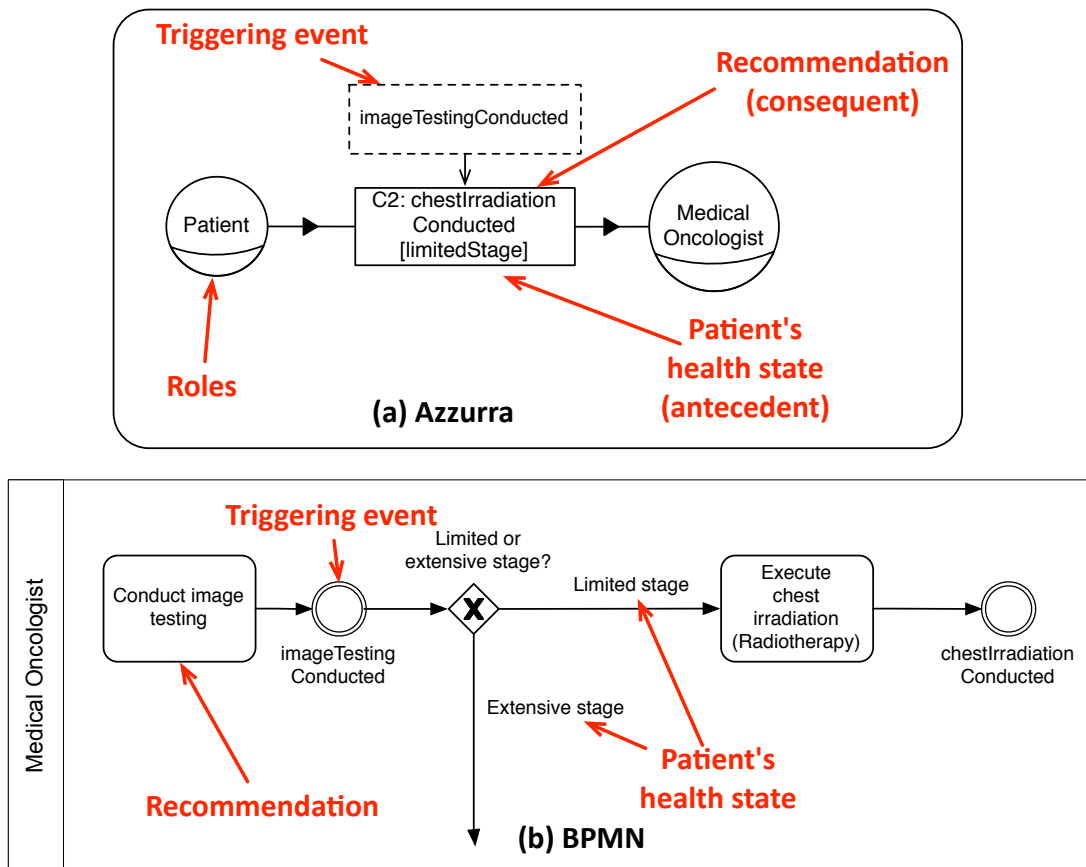 Triggering event
Recommendation
(consequent)
imageTestingConducted
Patient
C2: chestIrradiation
Conducted
[limitedStage]
Medical
Oncologist
Roles
Patient's
health state
(antecedent)
(a) Azzurra
Medical Oncologist
Triggering event
Limited or
extensive stage?
Conduct image
testing
imageTesting
Conducted
X
Limited stage
Execute
chest
irradiation
(Radiotherapy)
chestIrradiation
Conducted
Extensive stage
Recommendation
Patient's
health state
(b) BPMN